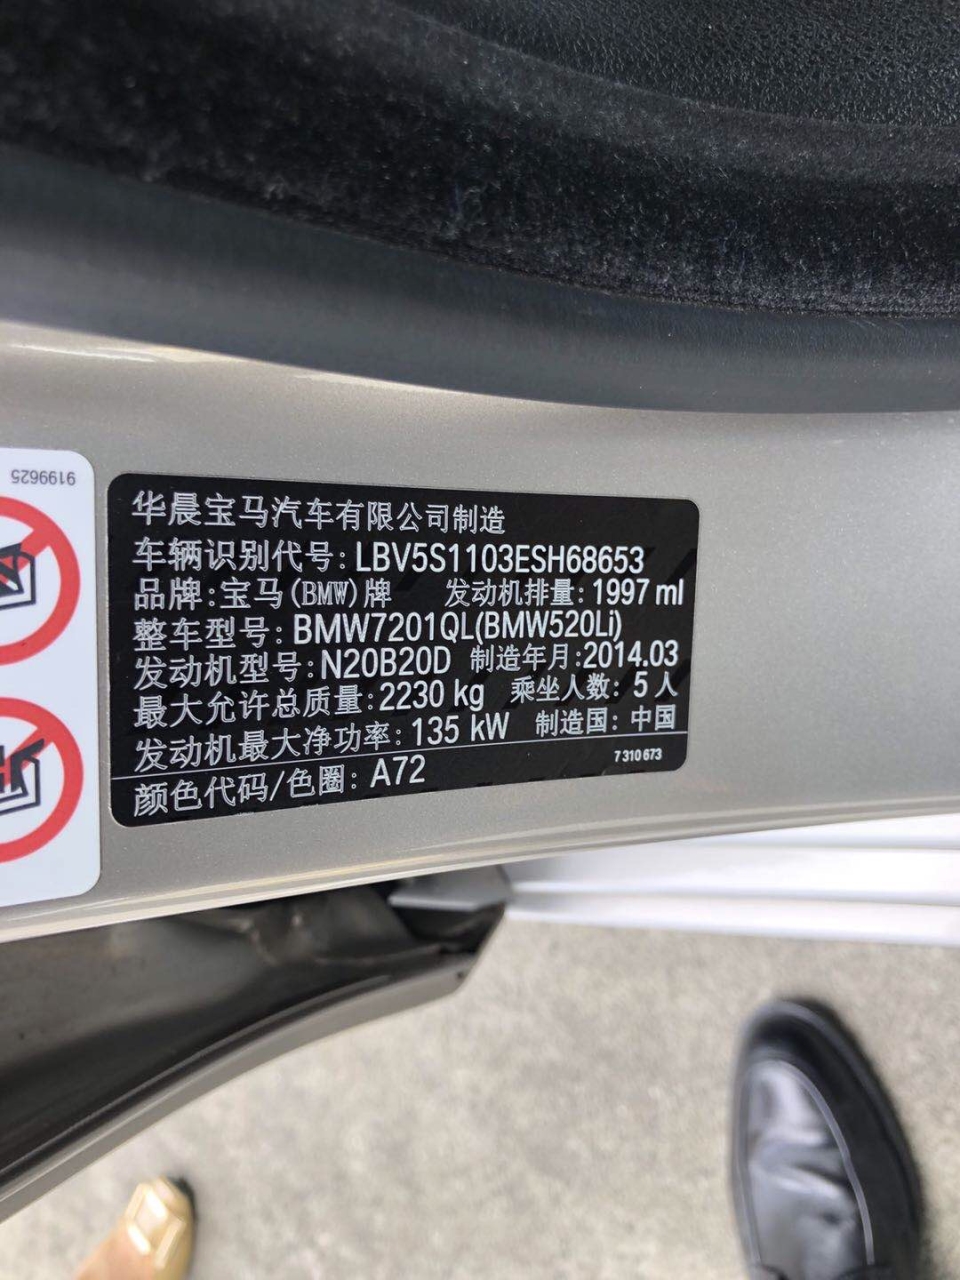 9199625
华晨宝马汽车有限公司制造
车辆识别代号: LBV5S1103ESH68653
品牌:宝马(BMW)牌 发动机排量: 1997 ml
整车型号: BMW7201QL(BMW520Li)
发动机型号: N20B20D 制造年月:2014.03
最大允许总质量: 2230 kg 乘坐人数: 5 人
发动机最大净功率: 135 kW 制造国: 中国
颜色代码/色圈: A72 7 310 673